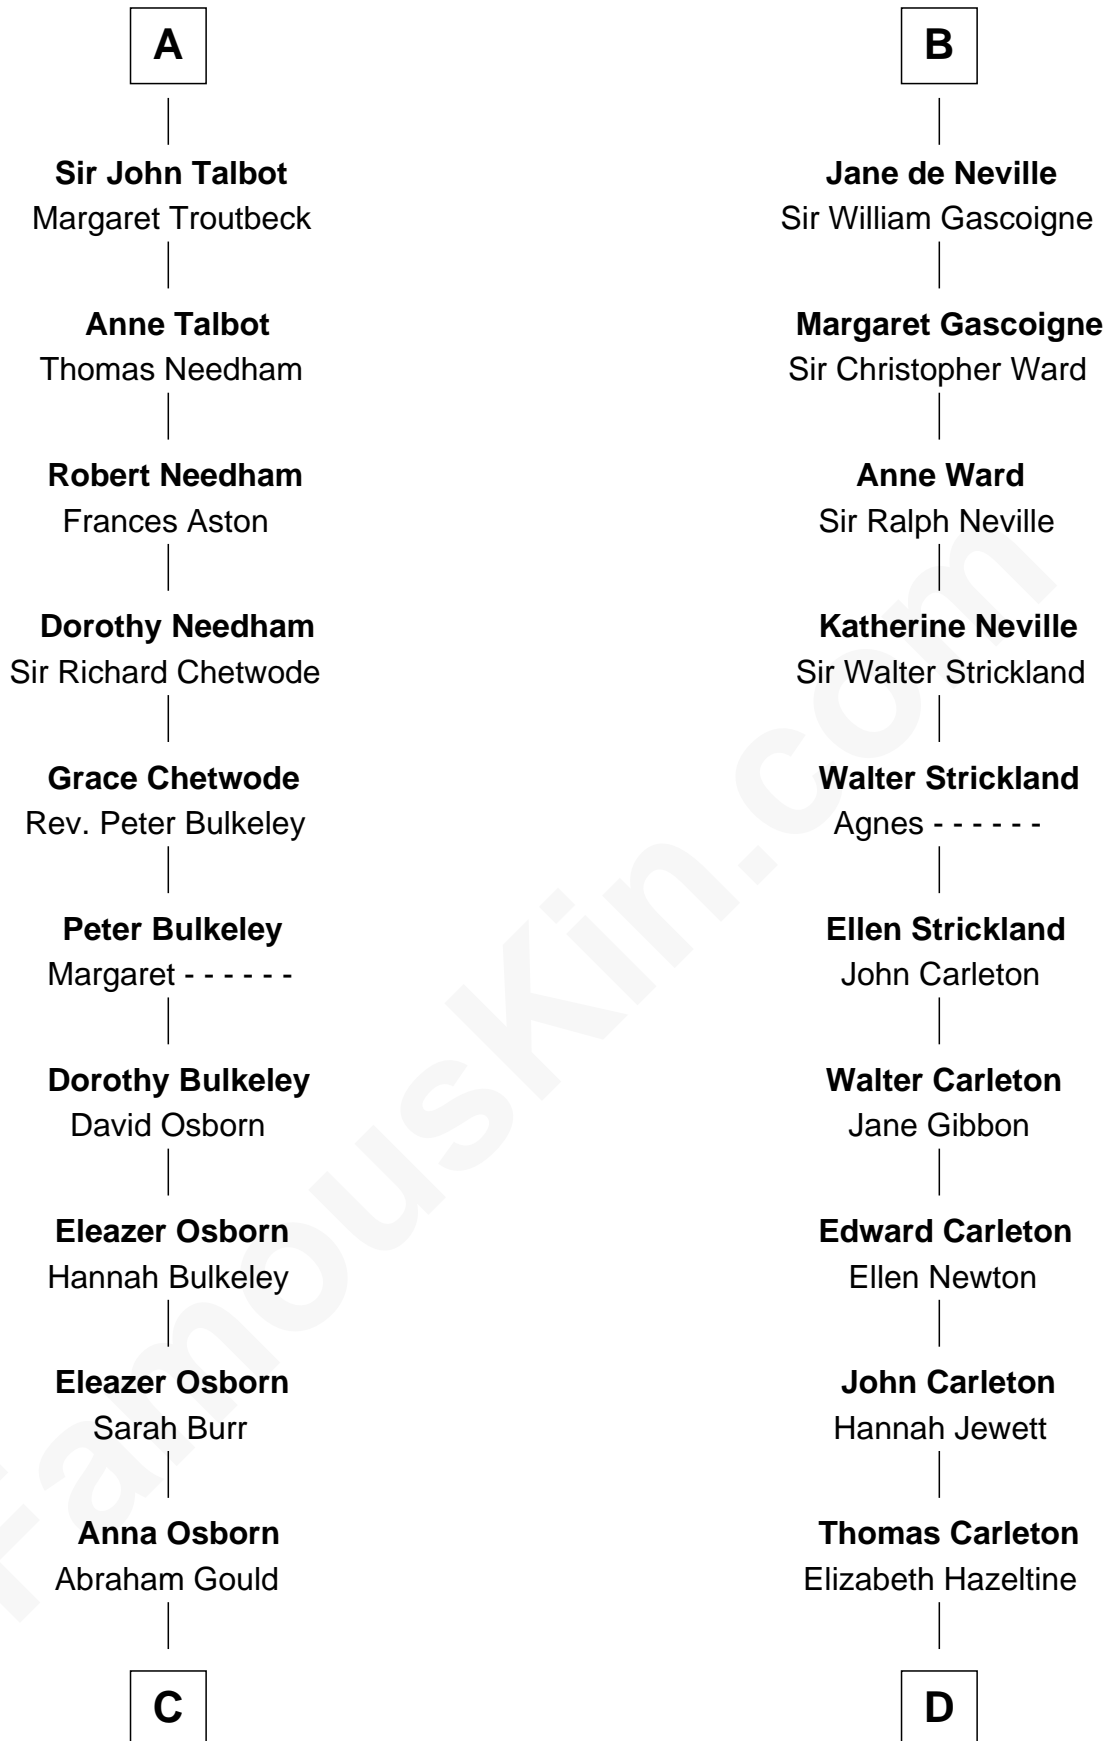 A
Sir John Talbot
Margaret Troutbeck
Anne Talbot
Thomas Needham
Robert Needham
Frances Aston
Dorothy Needham
Sir Richard Chetwode
Grace Chetwode
Rev. Peter Bulkeley
Peter Bulkeley
Margaret - - - - - -
Dorothy Bulkeley
David Osborn
Eleazer Osborn
Hannah Bulkeley
Eleazer Osborn
Sarah Burr
Anna Osborn
Abraham Gould
C
B
Jane de Neville
Sir William Gascoigne
Margaret Gascoigne
Sir Christopher Ward
Anne Ward
Sir Ralph Neville
Katherine Neville
Sir Walter Strickland
Walter Strickland
Agnes - - - - - -
Ellen Strickland
John Carleton
Walter Carleton
Jane Gibbon
Edward Carleton
Ellen Newton
John Carleton
Hannah Jewett
Thomas Carleton
Elizabeth Hazeltine
D
FamousKin.com